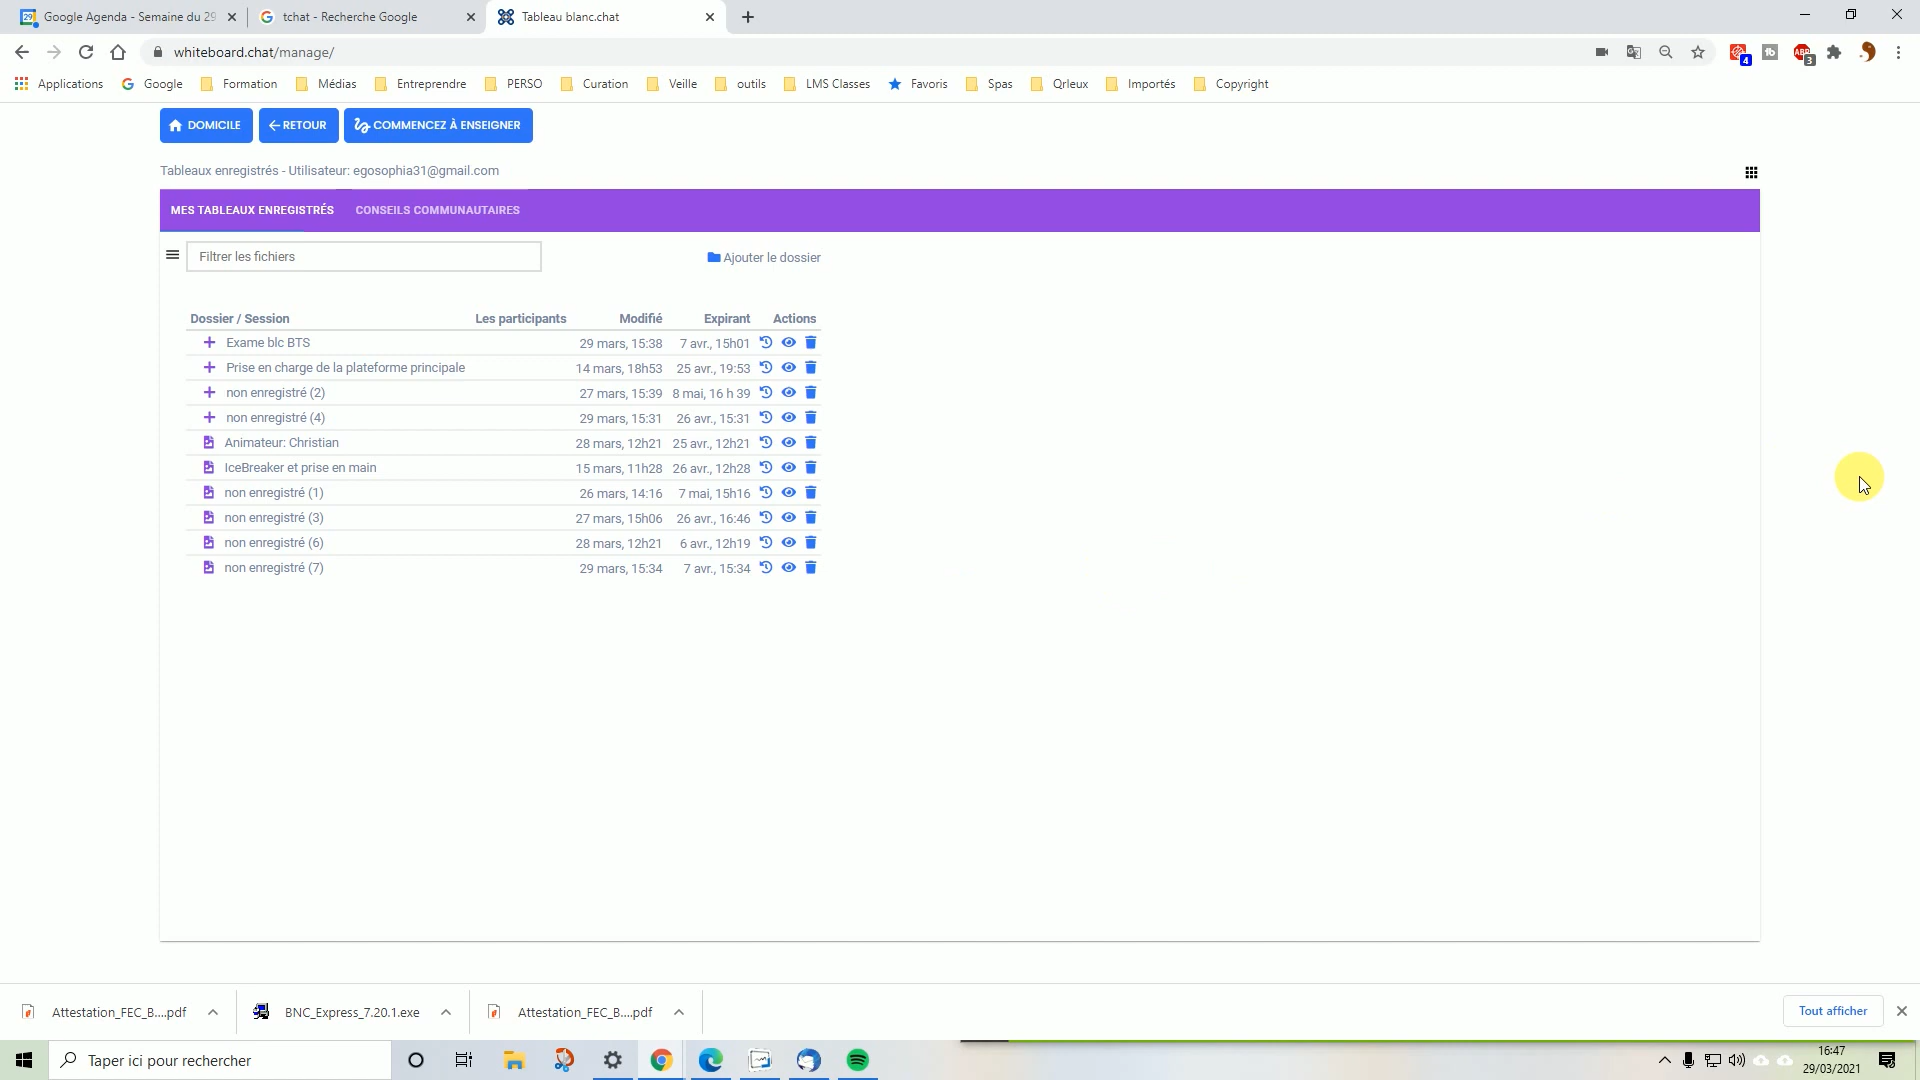 Google Agenda - Semaine du 29
tchat - Recherche Google
Tableau blanc.chat
whiteboard.chat/manage/
4
3
Applications
Google
Formation
Médias
Entreprendre
PERSO
Curation
Veille
outils
LMS Classes
Favoris
Spas
Qrleux
Importés
Copyright
DOMICILE
RETOUR
COMMENCEZ À ENSEIGNER
Tableaux enregistrés - Utilisateur: egosophia31@gmail.com
MES TABLEAUX ENREGISTRÉS
CONSEILS COMMUNAUTAIRES
Filtrer les fichiers
Ajouter le dossier
Dossier / Session Les participants Modifié Expirant Actions
Exame blc BTS 29 mars, 15:38 7 avr., 15h01
Prise en charge de la plateforme principale 14 mars, 18h53 25 avr., 19:53
non enregistré (2) 27 mars, 15:39 8 mai, 16 h 39
non enregistré (4) 29 mars, 15:31 26 avr., 15:31
Animateur: Christian 28 mars, 12h21 25 avr., 12h21
IceBreaker et prise en main 15 mars, 11h28 26 avr., 12h28
non enregistré (1) 26 mars, 14:16 7 mai, 15h16
non enregistré (3) 27 mars, 15h06 26 avr., 16:46
non enregistré (6) 28 mars, 12h21 6 avr., 12h19
non enregistré (7) 29 mars, 15:34 7 avr., 15:34
Attestation_FEC_B....pdf
BNC_Express_7.20.1.exe
Attestation_FEC_B....pdf
Tout afficher
Taper ici pour rechercher
16:47
29/03/2021